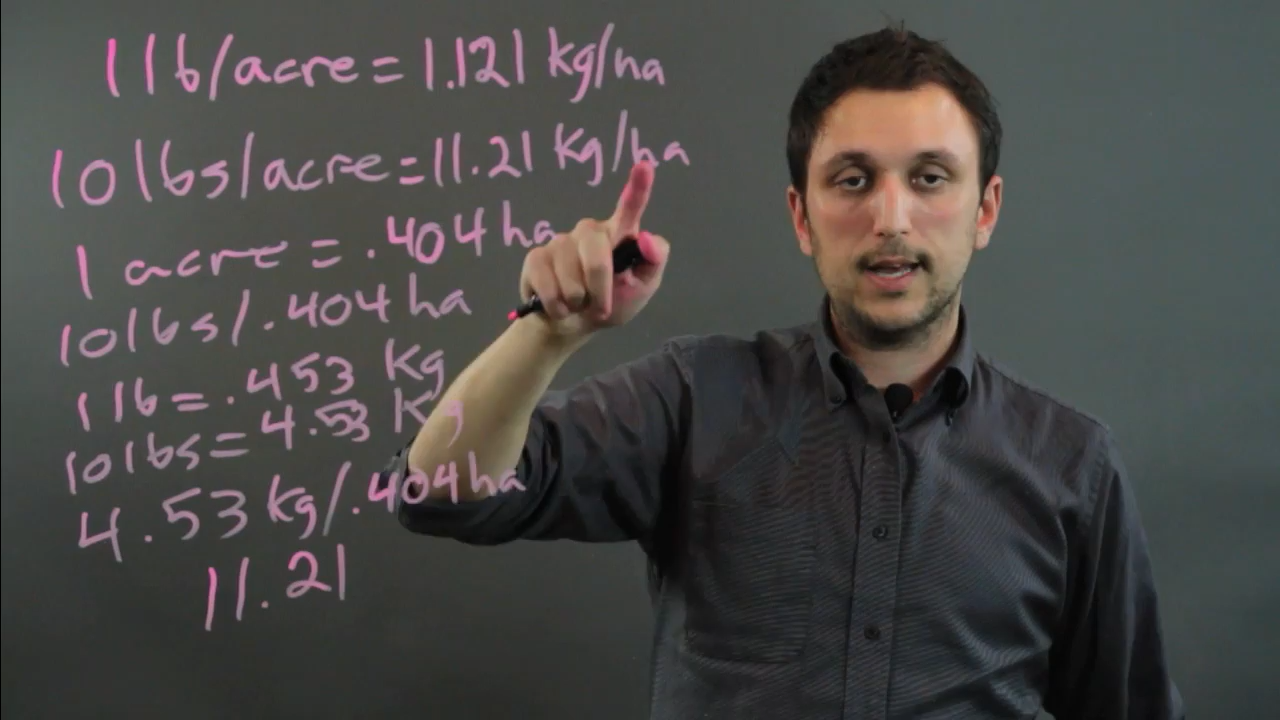 1 lb/acre = 1.121 kg/ha
10 lbs/acre = 11.21 kg/ha
1 acre = .404 ha
10 lbs/.404 ha
1 lb = .453 kg
10 lbs = 4.53 kg
4.53 kg/.404 ha
11.21